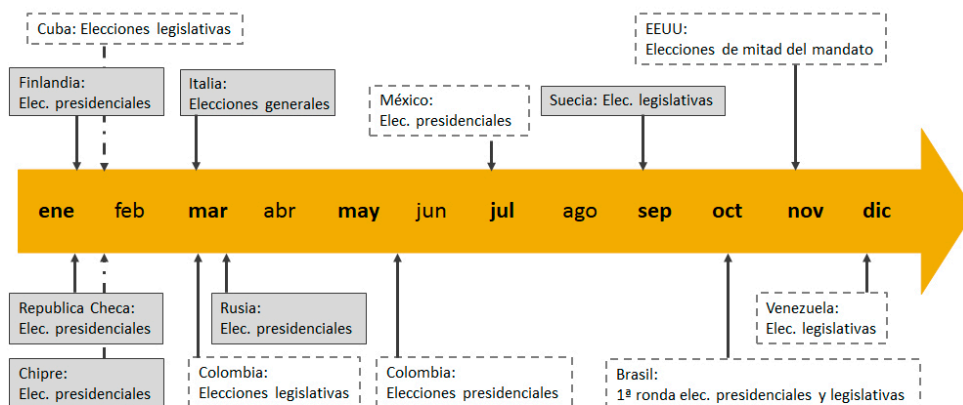 Cuba: Elecciones legislativas
EEUU:
Elecciones de mitad del mandato
Finlandia:
Elec. presidenciales
Italia:
Elecciones generales
México:
Elec. presidenciales
Suecia: Elec. legislativas
ene feb mar abr may jun jul ago sep oct nov dic
Republica Checa:
Elec. presidenciales
Rusia:
Elec. presidenciales
Venezuela:
Elec. legislativas
Chipre:
Elec. presidenciales
Colombia:
Elecciones legislativas
Colombia:
Elecciones presidenciales
Brasil:
1ª ronda elec. presidenciales y legislativas